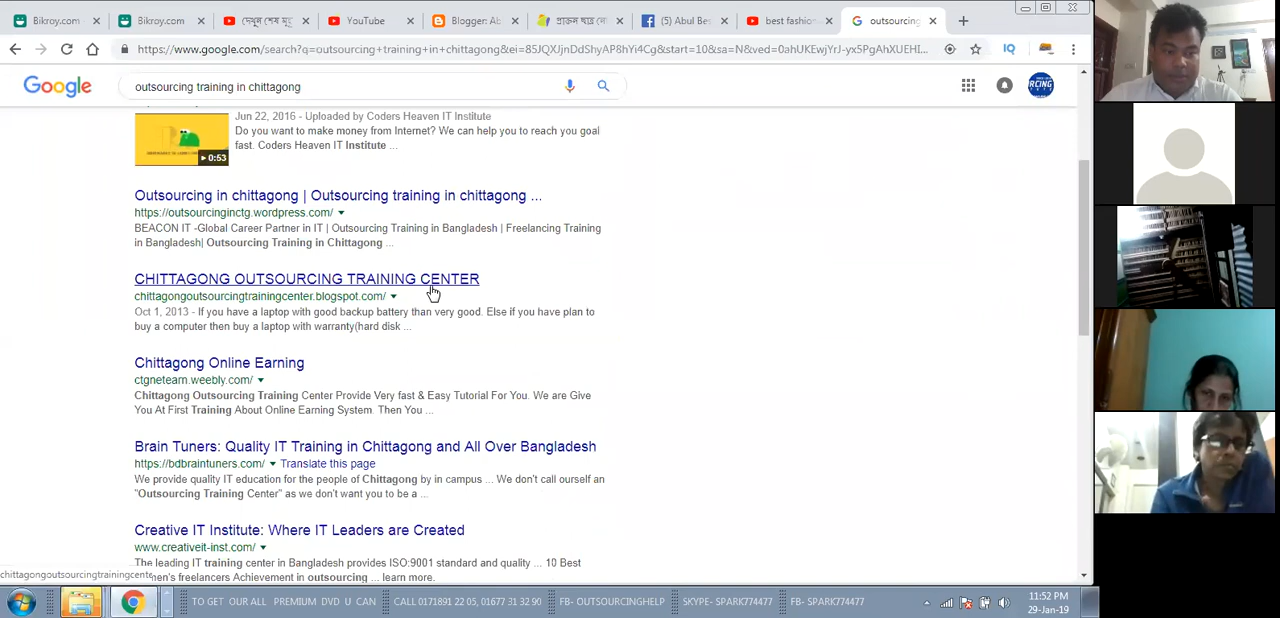 Bikroy.com
Bikroy.com
YouTube
Blogger: Ab
(5) Abul Be
best fashion
outsourcing
https://www.google.com/search?q=outsourcing+training+in+chittagong&ei=85JQXJjnDdShyAP8hYi4Cg&start=10&sa=N&ved=0ahUKEwjYrJ-yx5PgAhXUEHI...
IQ
Google
outsourcing training in chittagong
Jun 22, 2016 - Uploaded by Coders Heaven IT Institute
Do you want to make money from Internet? We can help you to reach you goal
fast. Coders Heaven IT Institute ...
0:53
Outsourcing in chittagong | Outsourcing training in chittagong ...
https://outsourcinginctg.wordpress.com/
BEACON IT -Global Career Partner in IT | Outsourcing Training in Bangladesh | Freelancing Training
in Bangladesh| Outsourcing Training in Chittagong ...
CHITTAGONG OUTSOURCING TRAINING CENTER
chittagongoutsourcingtrainingcenter.blogspot.com/
Oct 1, 2013 - If you have a laptop with good backup battery than very good. Else if you have plan to
buy a computer then buy a laptop with warranty(hard disk ...
Chittagong Online Earning
ctgnetearn.weebly.com/
Chittagong Outsourcing Training Center Provide Very fast & Easy Tutorial For You. We are Give
You At First Training About Online Earning System. Then You ...
Brain Tuners: Quality IT Training in Chittagong and All Over Bangladesh
https://bdbraintuners.com/ Translate this page
We provide quality IT education for the people of Chittagong by in campus ... We don't call ourself an
"Outsourcing Training Center" as we don't want you to be a ...
Creative IT Institute: Where IT Leaders are Created
www.creativeit-inst.com/
The leading IT training center in Bangladesh provides ISO:9001 standard and quality ... 10 Best
men's freelancers Achievement in outsourcing ... learn more.
chittagongoutsourcingtrainingcente
TO GET OUR ALL PREMIUM DVD U CAN
CALL 0171891 22 05, 01677 31 32 90
FB- OUTSOURCINGHELP
SKYPE- SPARK774477
FB- SPARK774477
11:52 PM
29-Jan-19